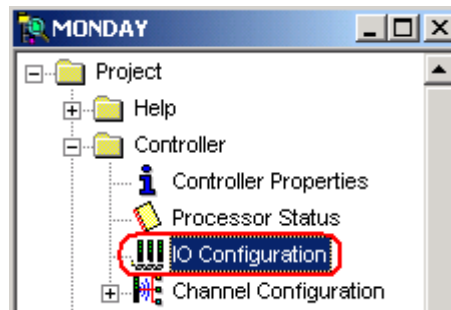 MONDAY
Project
Help
Controller
Controller Properties
Processor Status
IO Configuration
Channel Configuration